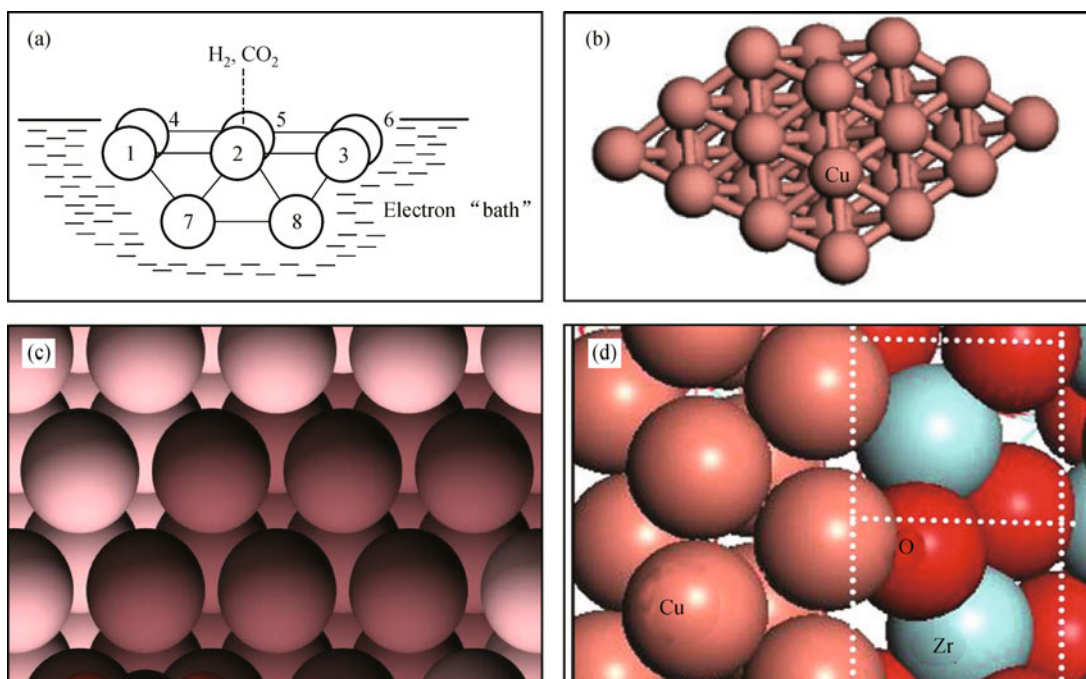 (a)
H₂, CO₂
4
5
6
1
2
3
7
8
Electron “bath”
(b)
Cu
(c)
(d)
O
Cu
Zr